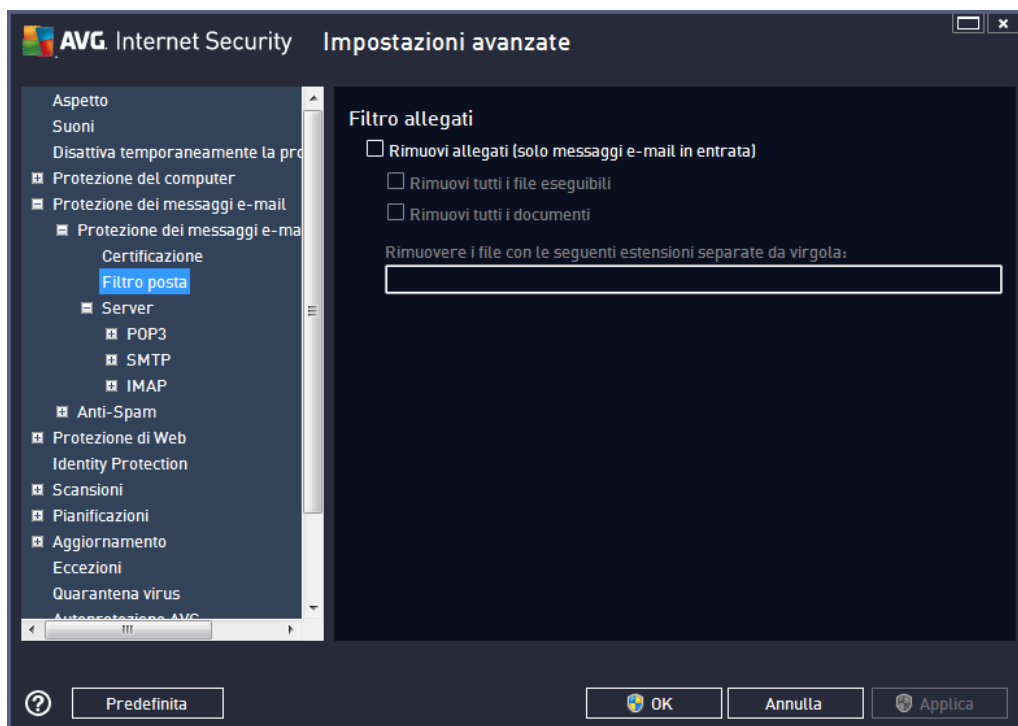 AVG. Internet Security Impostazioni avanzate
Aspetto
Suoni
Disattiva temporaneamente la pro
Protezione del computer
Protezione dei messaggi e-mail
Protezione dei messaggi e-ma
Certificazione
Filtro posta
Server
POP3
SMTP
IMAP
Anti-Spam
Protezione di Web
Identity Protection
Scansioni
Pianificazioni
Aggiornamento
Eccezioni
Quarantena virus
Autoprotezione AVG
Filtro allegati
Rimuovi allegati (solo messaggi e-mail in entrata)
Rimuovi tutti i file eseguibili
Rimuovi tutti i documenti
Rimuovere i file con le seguenti estensioni separate da virgola:
Predefinita
OK
Annulla
Applica